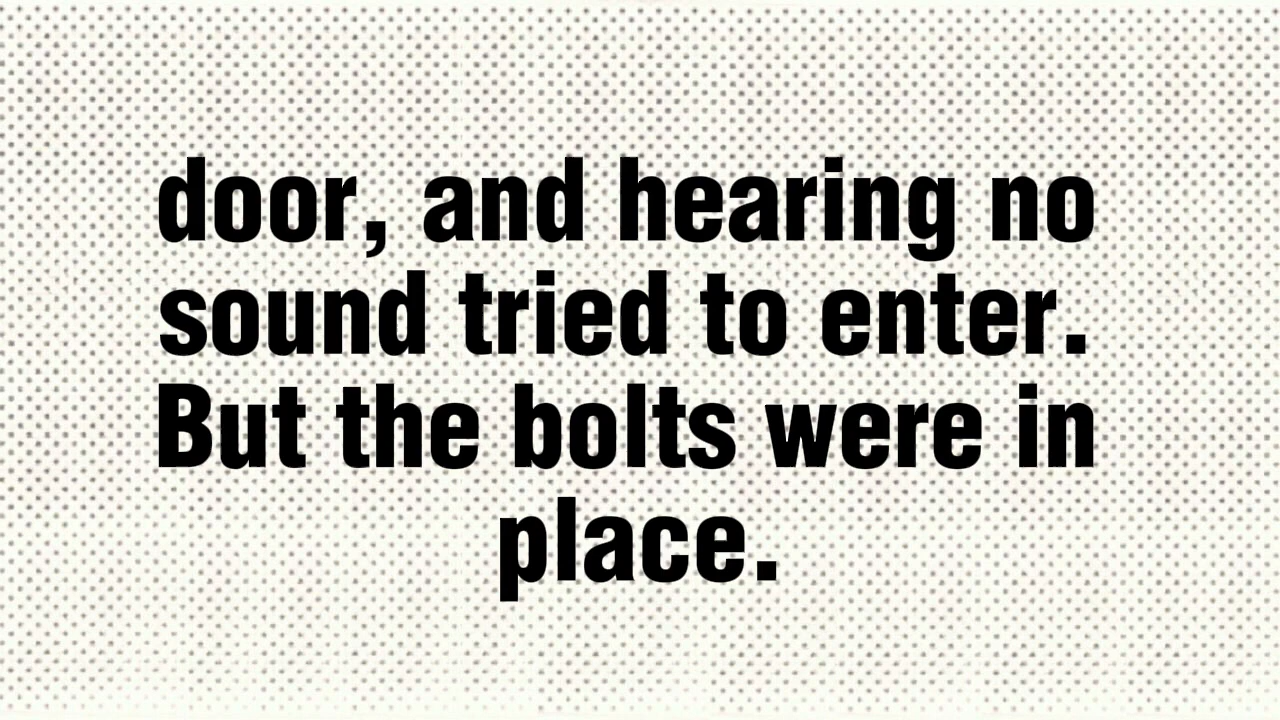 door, and hearing no
sound tried to enter.
But the bolts were in
place.